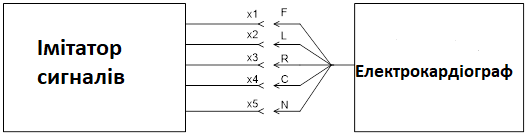 Імітатор
сигналів
x1 F
x2 L
x3 R
x4 C
x5 N
Електрокардіограф